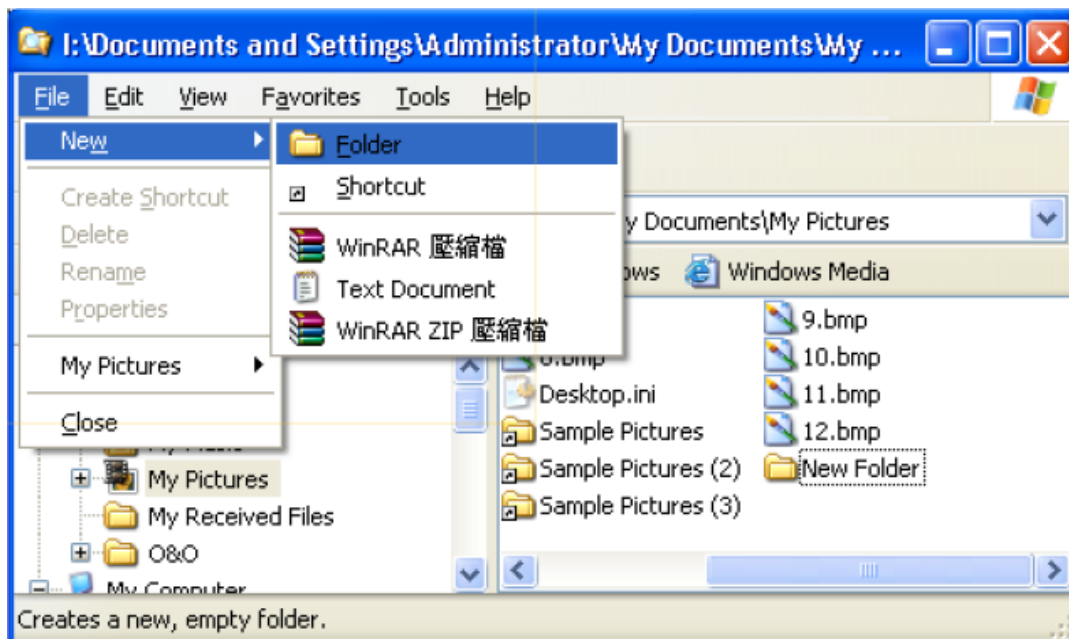 I:\Documents and Settings\Administrator\My Documents\My ...
File Edit View Favorites Tools Help
New
Create Shortcut
Delete
Rename
Properties
My Pictures
Close
Folder
Shortcut
WinRAR 壓縮檔
Text Document
WinRAR ZIP 壓縮檔
y Documents\My Pictures
ows Windows Media
9.bmp
10.bmp
Desktop.ini 11.bmp
Sample Pictures 12.bmp
Sample Pictures (2) New Folder
Sample Pictures (3)
My Pictures
My Received Files
O&O
My Computer
Creates a new, empty folder.